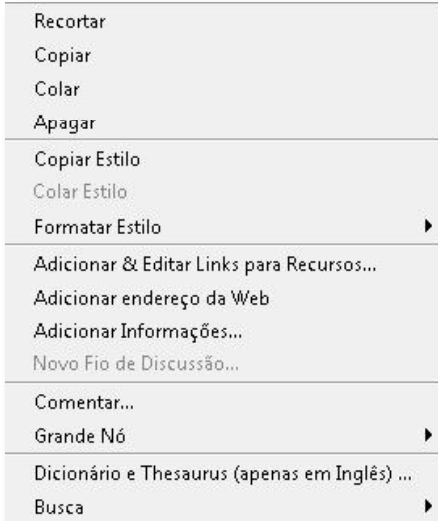 Recortar
Copiar
Colar
Apagar
Copiar Estilo
Colar Estilo
Formatar Estilo
Adicionar & Editar Links para Recursos...
Adicionar endereço da Web
Adicionar Informações...
Novo Fio de Discussão...
Comentar...
Grande Nó
Dicionário e Thesaurus (apenas em Inglês) ...
Busca